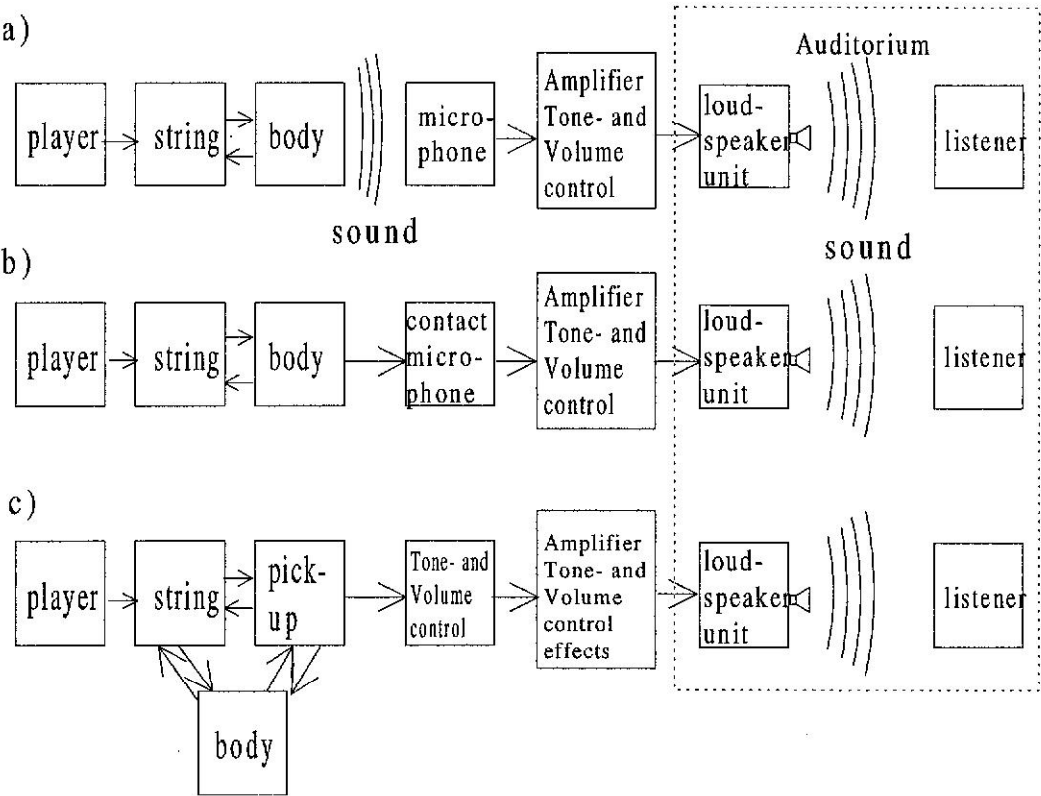 a)
player
string
body
sound
micro-
phone
Amplifier
Tone- and
Volume
control
Auditorium
loud-
speaker
unit
sound
listener
b)
player
string
body
contact
micro-
phone
Amplifier
Tone- and
Volume
control
loud-
speaker
unit
listener
c)
player
string
pick-
up
body
Tone- and
Volume
control
Amplifier
Tone- and
Volume
control
effects
loud-
speaker
unit
listener